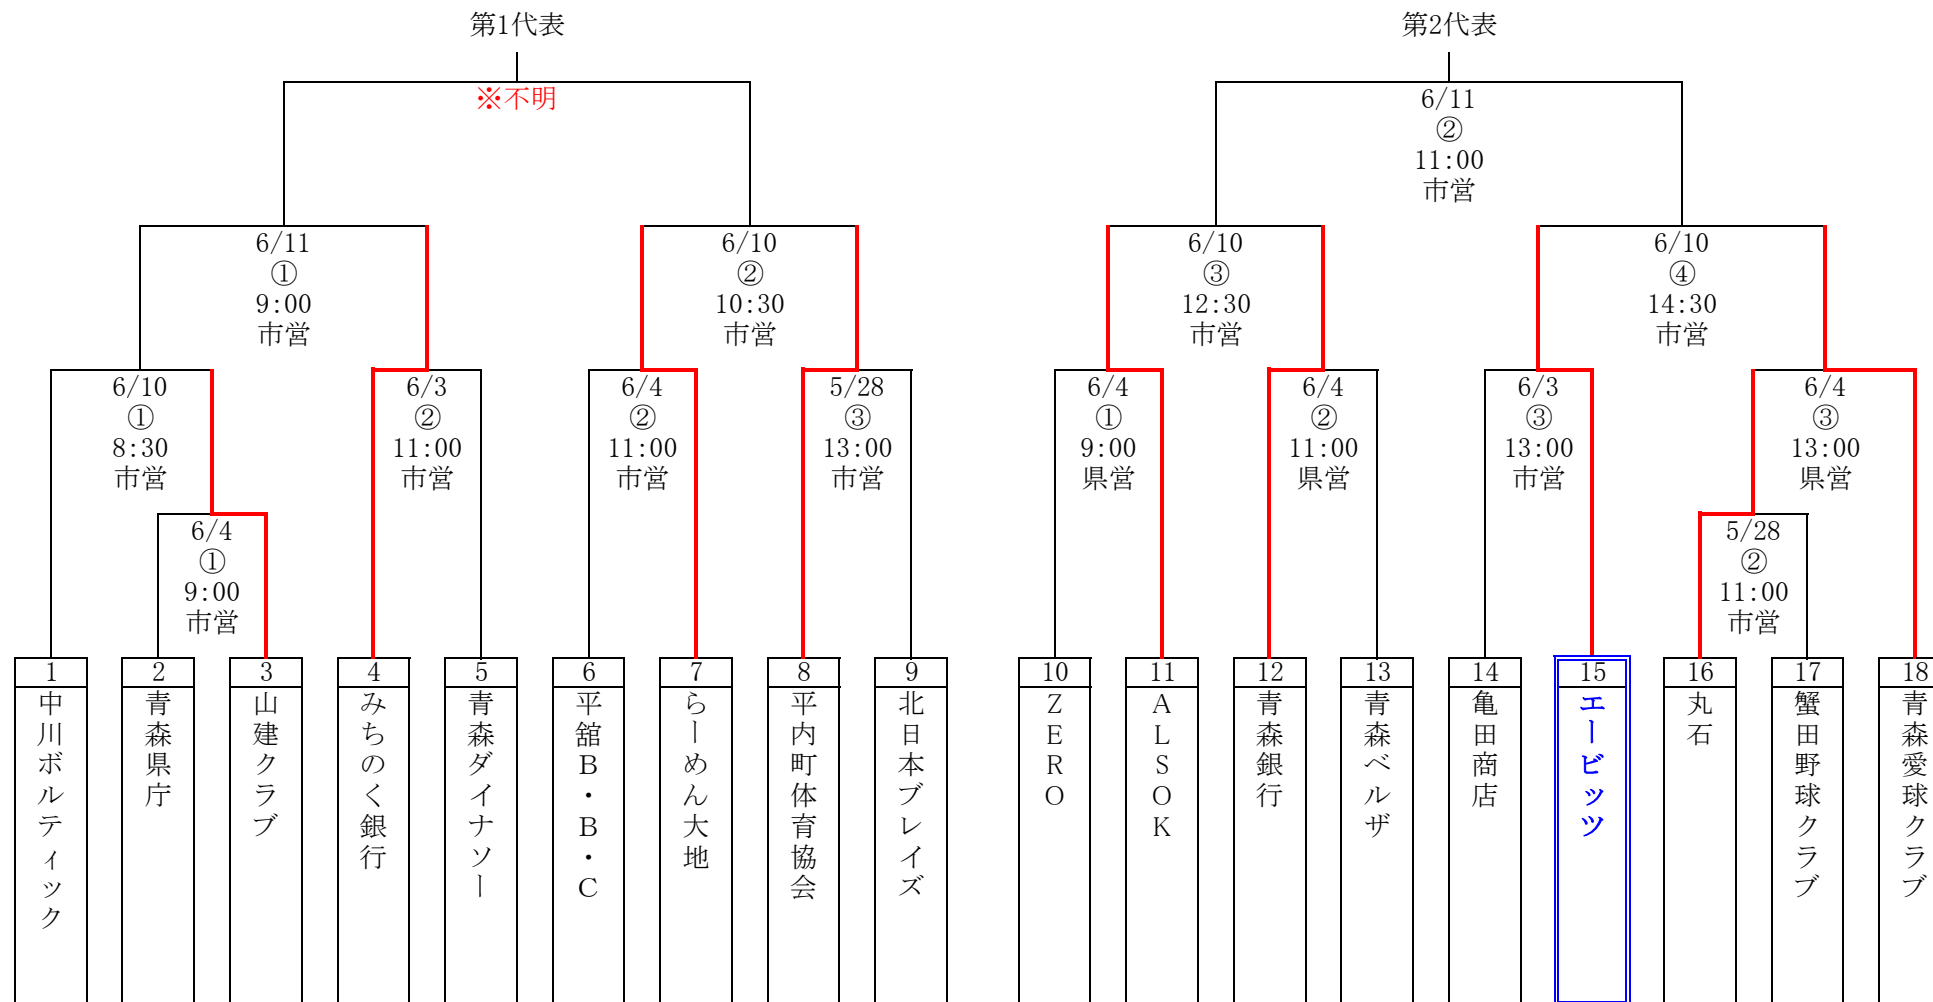 第1代表
第2代表
※不明
6/11
②
11:00
市営
6/11
①
9:00
市営
6/10
②
10:30
市営
6/10
③
12:30
市営
6/10
④
14:30
市営
6/10
①
8:30
市営
6/3
②
11:00
市営
6/4
②
11:00
市営
5/28
③
13:00
市営
6/4
①
9:00
県営
6/4
②
11:00
県営
6/3
③
13:00
市営
6/4
③
13:00
県営
6/4
①
9:00
市営
5/28
②
11:00
市営
1
中川ボルティック
2
青森県庁
3
山建クラブ
4
みちのく銀行
5
青森ダイナソー
6
平舘B・B・C
7
らーめん大地
8
平内町体育協会
9
北日本ブレイズ
10
ZERO
11
ALSOK
12
青森銀行
13
青森ベルザ
14
亀田商店
15
エービッツ
16
丸石
17
蟹田野球クラブ
18
青森愛球クラブ